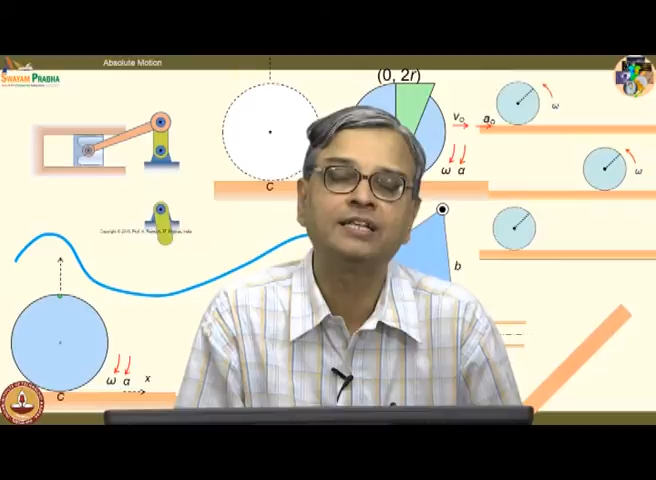 Absolute Motion
SWAYAM PRABHA
(0, 2r)
v₀
a₀
ω
ω α
C
ω
b
ω α
x
C